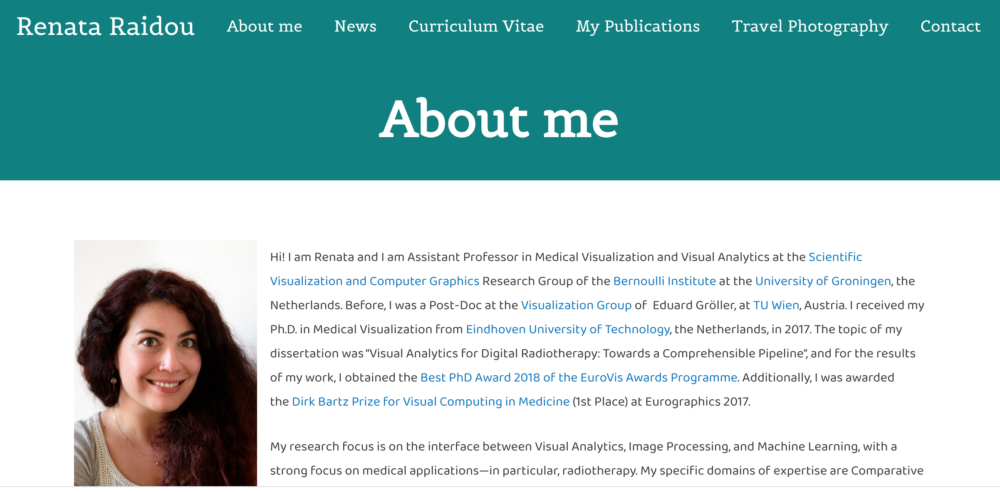 Renata Raidou About me News Curriculum Vitae My Publications Travel Photography Contact
About me
Hi! I am Renata and I am Assistant Professor in Medical Visualization and Visual Analytics at the Scientific
Visualization and Computer Graphics Research Group of the Bernoulli Institute at the University of Groningen, the
Netherlands. Before, I was a Post-Doc at the Visualization Group of  Eduard Gröller, at TU Wien, Austria. I received my
Ph.D. in Medical Visualization from Eindhoven University of Technology, the Netherlands, in 2017. The topic of my
dissertation was “Visual Analytics for Digital Radiotherapy: Towards a Comprehensible Pipeline”, and for the results
of my work, I obtained the Best PhD Award 2018 of the EuroVis Awards Programme. Additionally, I was awarded
the Dirk Bartz Prize for Visual Computing in Medicine (1st Place) at Eurographics 2017.
My research focus is on the interface between Visual Analytics, Image Processing, and Machine Learning, with a
strong focus on medical applications—in particular, radiotherapy. My specific domains of expertise are Comparative